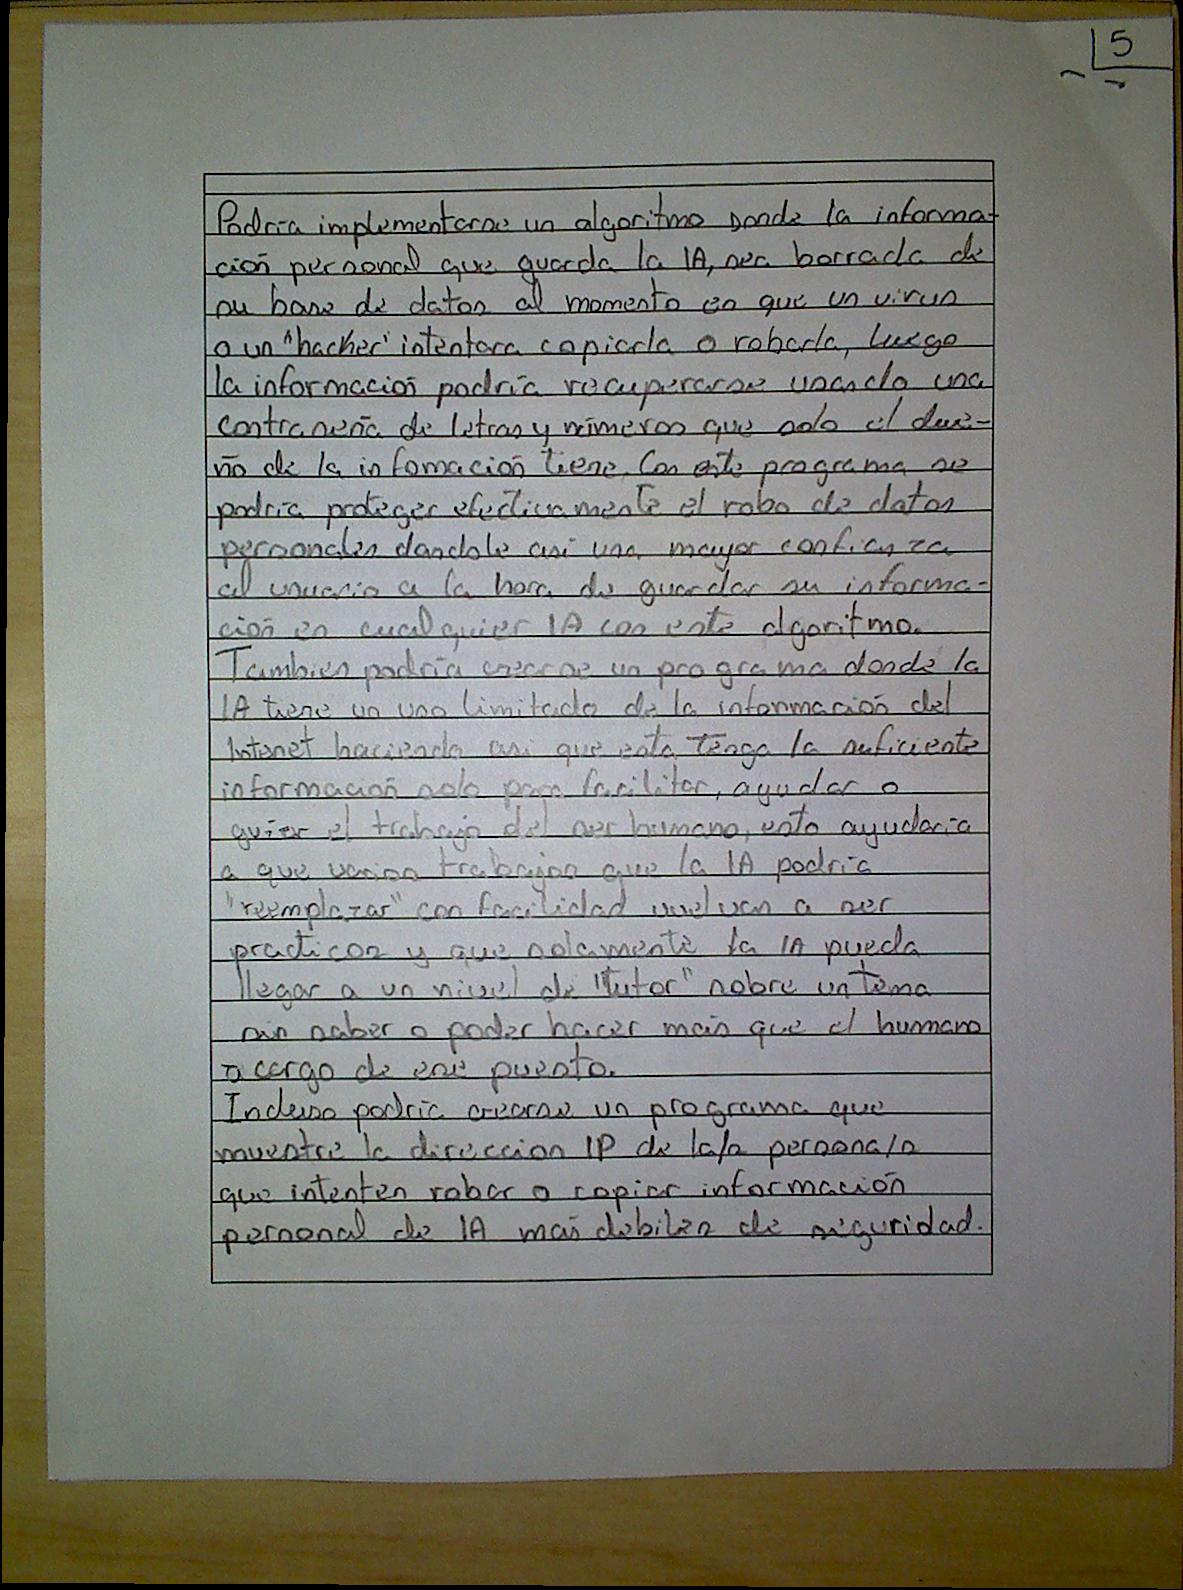 5
Podría implementarse un algoritmo Donde la informa-
ción personal que guarda la IA, sea borrada de
su base de datos al momento en que un virus
o un "hacker" intentara copiarla o robarla, luego
la información podría recuperarse usando una
contraseña de letras y números que solo el due-
ño de la infomación tiene. Con este programa se
podría proteger efectivamente el robo de datos
personales dandole asi una mayor confianza
al usuario a la hora de guardar su informa-
ción en cualquier IA con este algoritmo.
Tambien podría crearse un programa donde la
IA tiene un uso limitado de la información del
Internet haciendo asi que esta tenga la suficiente
información solo para facilitar, ayudar o
guiar el trabajo del ser humano, esto ayudaría
a que varios trabajos que la IA podría
"reemplazar" con facilidad vuelvan a ser
practicos y que solamente la IA pueda
llegar a un nivel de "tutor" sobre un tema
sin saber o poder hacer más que el humano
a cargo de ese puesto.
Incluso podría crearse un programa que
muestre la direccion IP de la/s persona/s
que intenten robar o copiar información
personal de IA más debiles de seguridad.